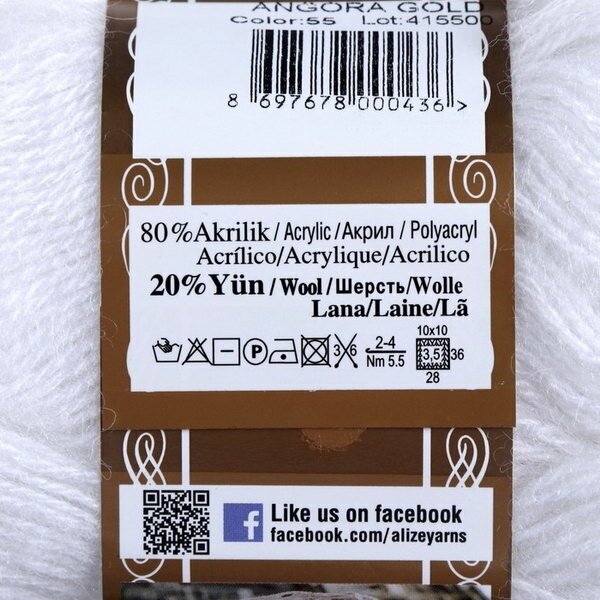 ANGORA GOLD
Color:55 Lot:415500
8 697678 000436 >
80%Akrilik / Acrylic / Акрил / Polyacryl
Acrílico/Acrylique/Acrilico
20%Yün / Wool / Шерсть/Wolle
Lana/Laine/Lã
P
3 6
2-4
Nm 5.5
10x10
3,5 36
28
f Like us on facebook
facebook.com/alizeyarns